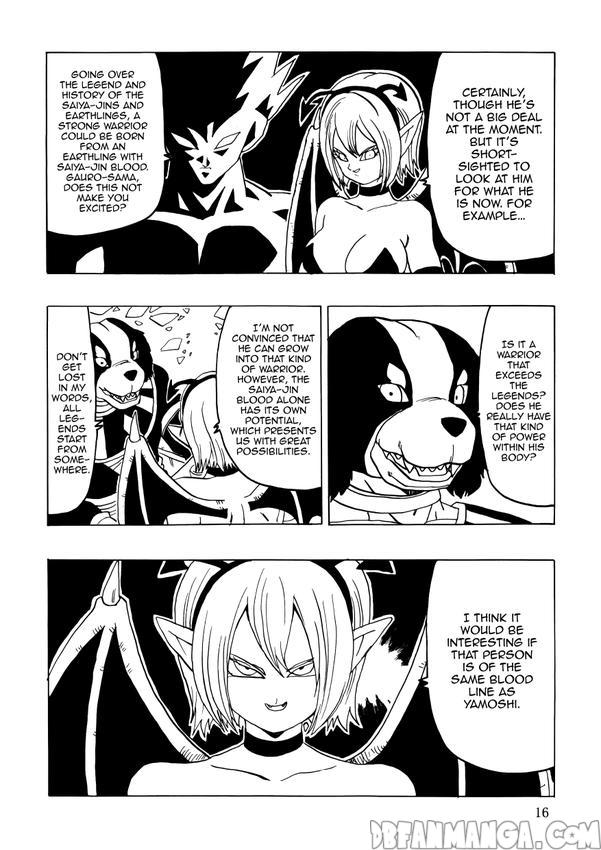 CERTAINLY,
THOUGH HE'S
NOT A BIG DEAL
AT THE MOMENT.
BUT IT'S
SHORT-
SIGHTED TO
LOOK AT HIM
FOR WHAT HE
IS NOW. FOR
EXAMPLE...
GOING OVER
THE LEGEND AND
HISTORY OF THE
SAIYA-JINS AND
EARTHLINGS, A
STRONG WARRIOR
COULD BE BORN
FROM AN
EARTHLING WITH
SAIYA-JIN BLOOD.
GAURO-SAMA,
DOES THIS NOT
MAKE YOU
EXCITED?
IS IT A
WARRIOR
THAT
EXCEEDS
THE
LEGENDS?
DOES HE
REALLY HAVE
THAT KIND
OF POWER
WITHIN HIS
BODY?
I'M NOT
CONVINCED THAT
HE CAN GROW
INTO THAT KIND
OF WARRIOR.
HOWEVER, THE
SAIYA-JIN
BLOOD ALONE
HAS ITS OWN
POTENTIAL,
WHICH PRESENTS
US WITH GREAT
POSSIBILITIES.
DON'T
GET
LOST IN
MY
WORDS,
ALL
LEG-
ENDS
START
FROM
SOME-
WHERE.
I THINK IT
WOULD BE
INTERESTING IF
THAT PERSON
IS OF THE
SAME BLOOD
LINE AS
YAMOSHI.
16
DBFANMANGA.COM